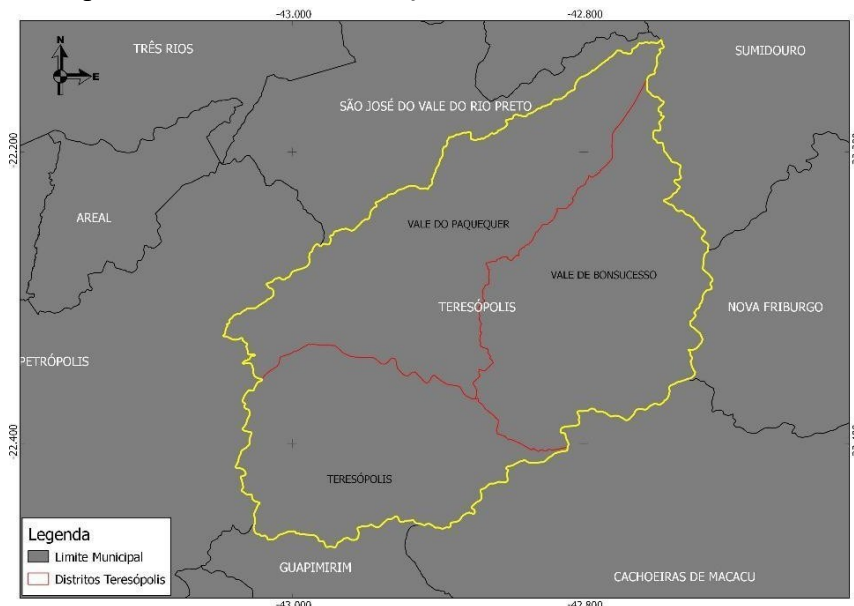 -43.000
-42.800
N
E
TRÊS RIOS
SUMIDOURO
SÃO JOSÉ DO VALE DO RIO PRETO
-22.200
AREAL
VALE DO PAQUEQUER
VALE DE BONSUCESSO
TERESÓPOLIS
NOVA FRIBURGO
PETRÓPOLIS
-22.400
TERESÓPOLIS
Legenda
Limite Municipal
Distritos Teresópolis
GUAPIMIRIM
CACHOEIRAS DE MACACU
-43.000
-42.800